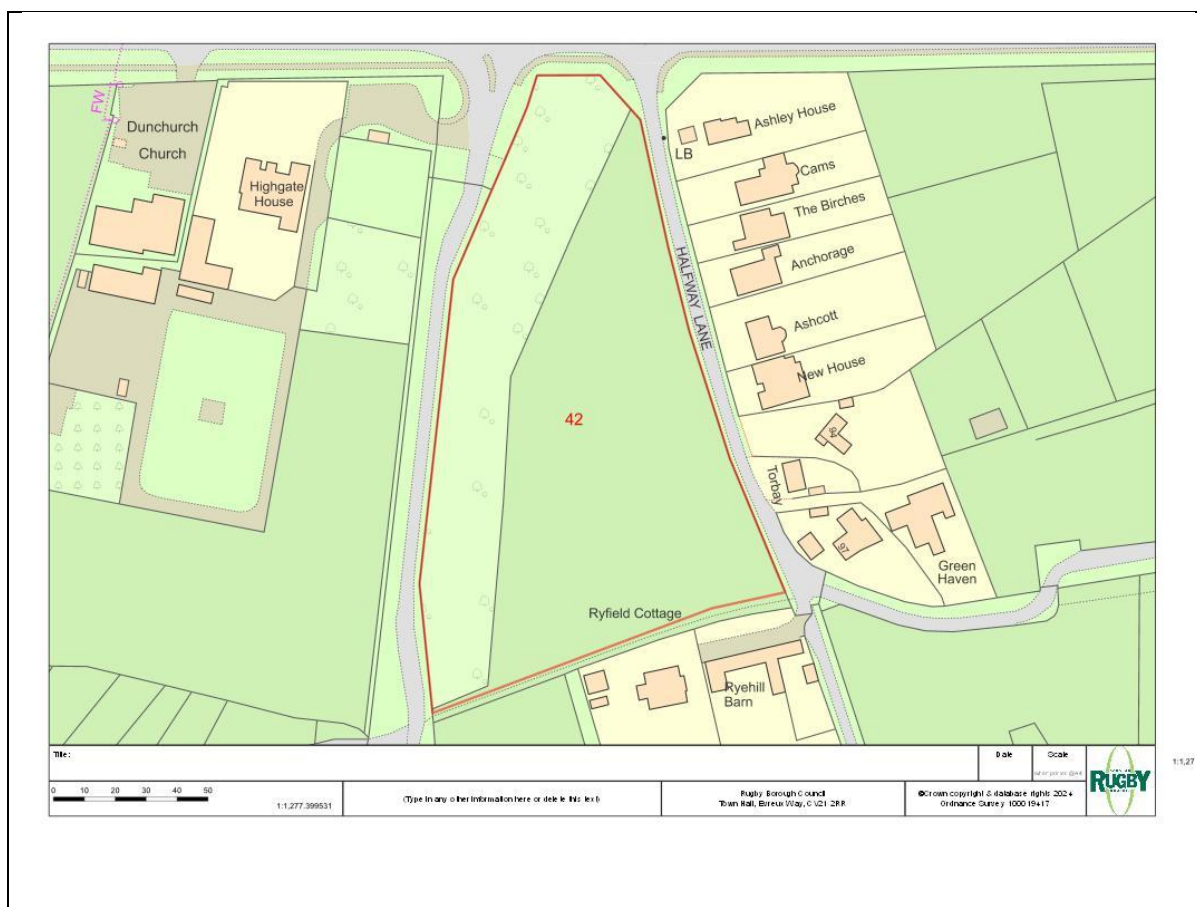 FW
Dunchurch
Church
Highgate
House
LB
Ashley House
Cams
The Birches
Anchorage
HALFWAY LANE
Ashcott
New House
42
94
Torbay
97
Green
Haven
Ryfield Cottage
Ryehill
Barn
Title:
Date
Scale
0 10 20 30 40 50
1:1,277.399531
(Type in any other information here or delete this text)
Rugby Borough Council
Town Hall, Evreux Way, CV21 2RR
©Crown copyright & database rights 2024
Ordnance Survey 100019417
RUGBY
1:1,27